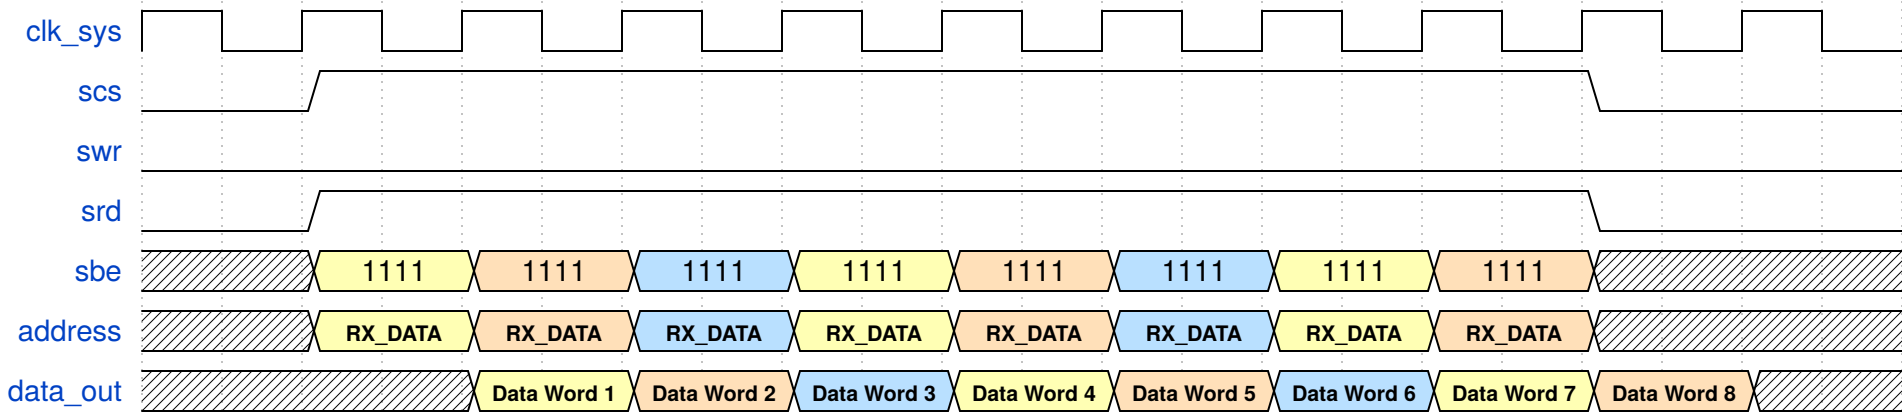 clk_sys
scs
swr
srd
sbe 1111 1111 1111 1111 1111 1111 1111 1111
address RX_DATA RX_DATA RX_DATA RX_DATA RX_DATA RX_DATA RX_DATA RX_DATA
data_out Data Word 1 Data Word 2 Data Word 3 Data Word 4 Data Word 5 Data Word 6 Data Word 7 Data Word 8